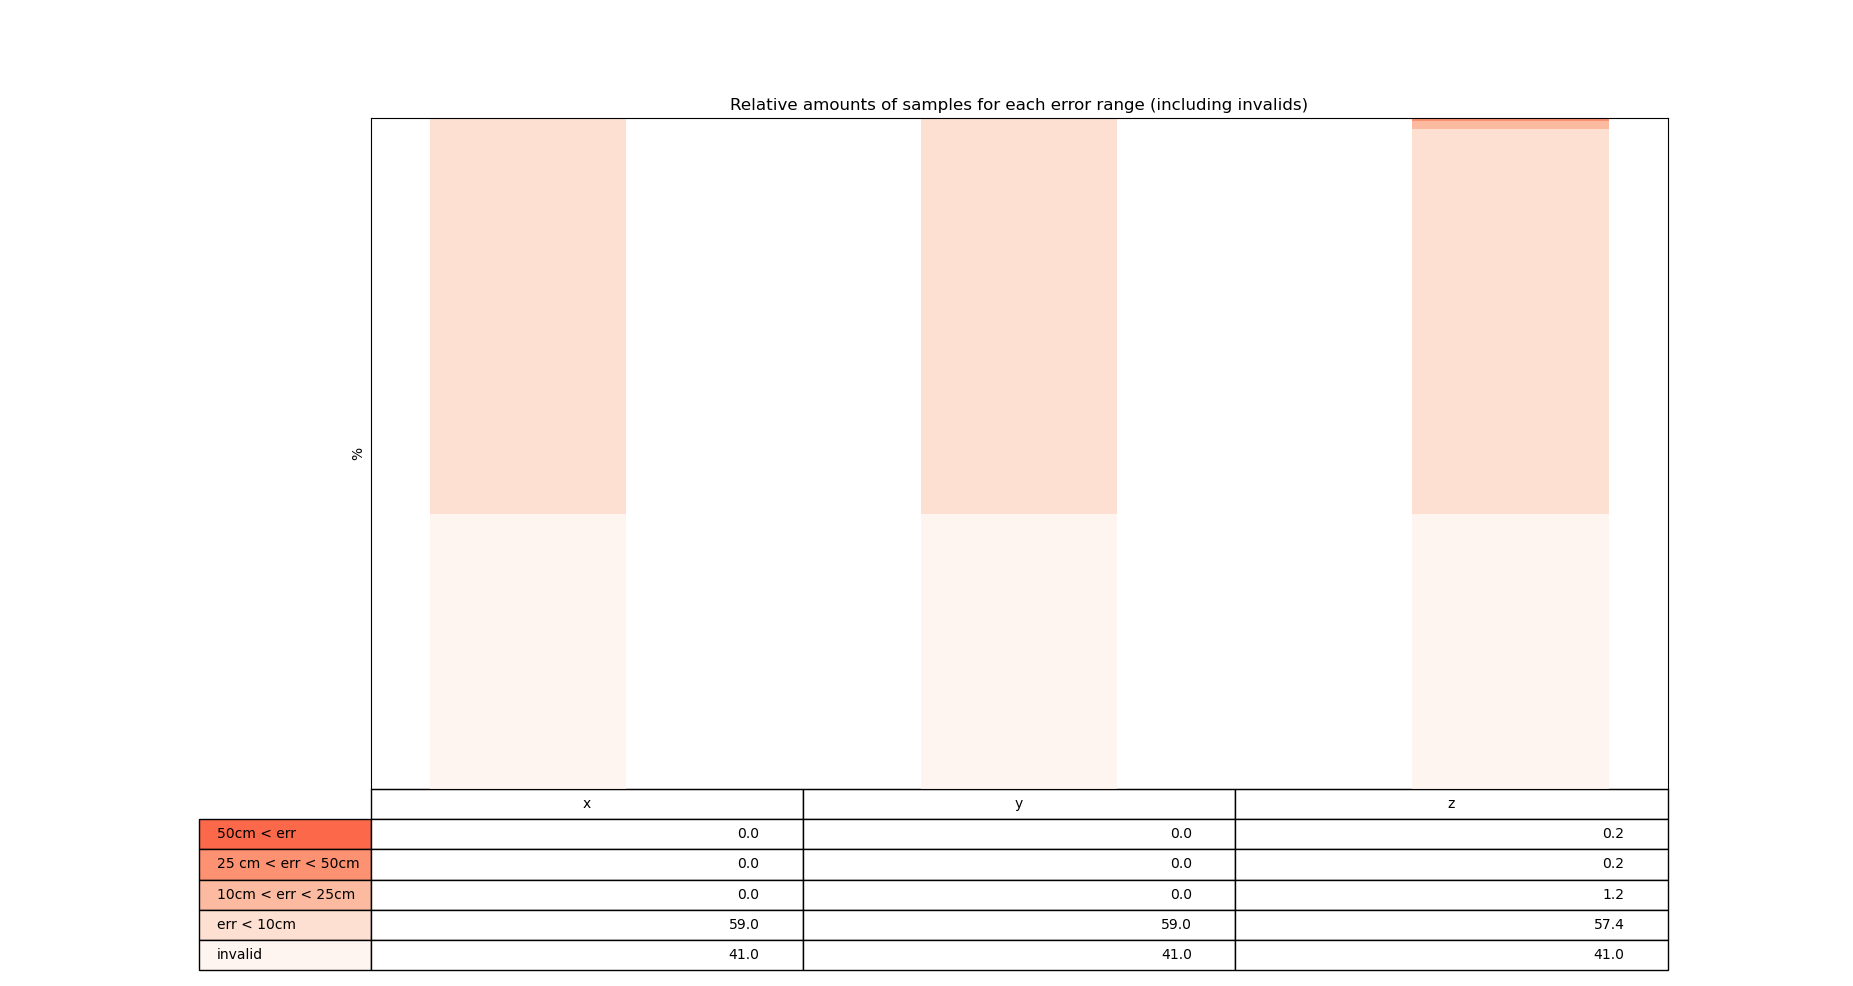 Relative amounts of samples for each error range (including invalids)
%
x y z
50cm < err 0.0 0.0 0.2
25 cm < err < 50cm 0.0 0.0 0.2
10cm < err < 25cm 0.0 0.0 1.2
err < 10cm 59.0 59.0 57.4
invalid 41.0 41.0 41.0